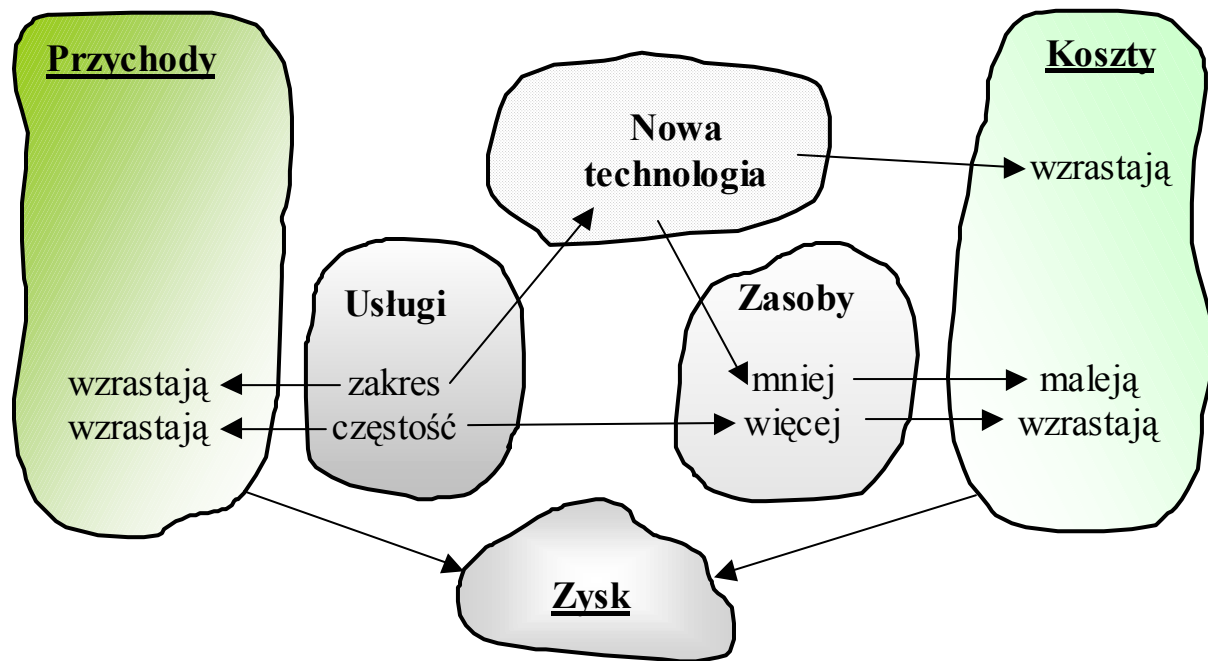 Przychody
Koszty
Nowa
technologia
wzrastają
Usługi
Zasoby
wzrastają
zakres
mniej
maleją
wzrastają
częstość
więcej
wzrastają
Zysk